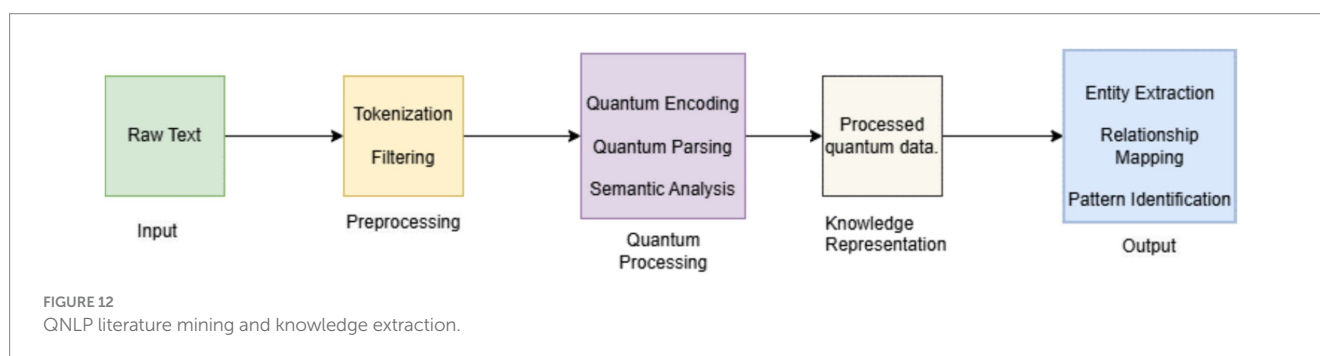 Raw Text
Input
Tokenization
Filtering
Preprocessing
Quantum Encoding
Quantum Parsing
Semantic Analysis
Quantum
Processing
Processed
quantum data.
Knowledge
Representation
Entity Extraction
Relationship
Mapping
Pattern Identification
Output
FIGURE 12
QNLP literature mining and knowledge extraction.